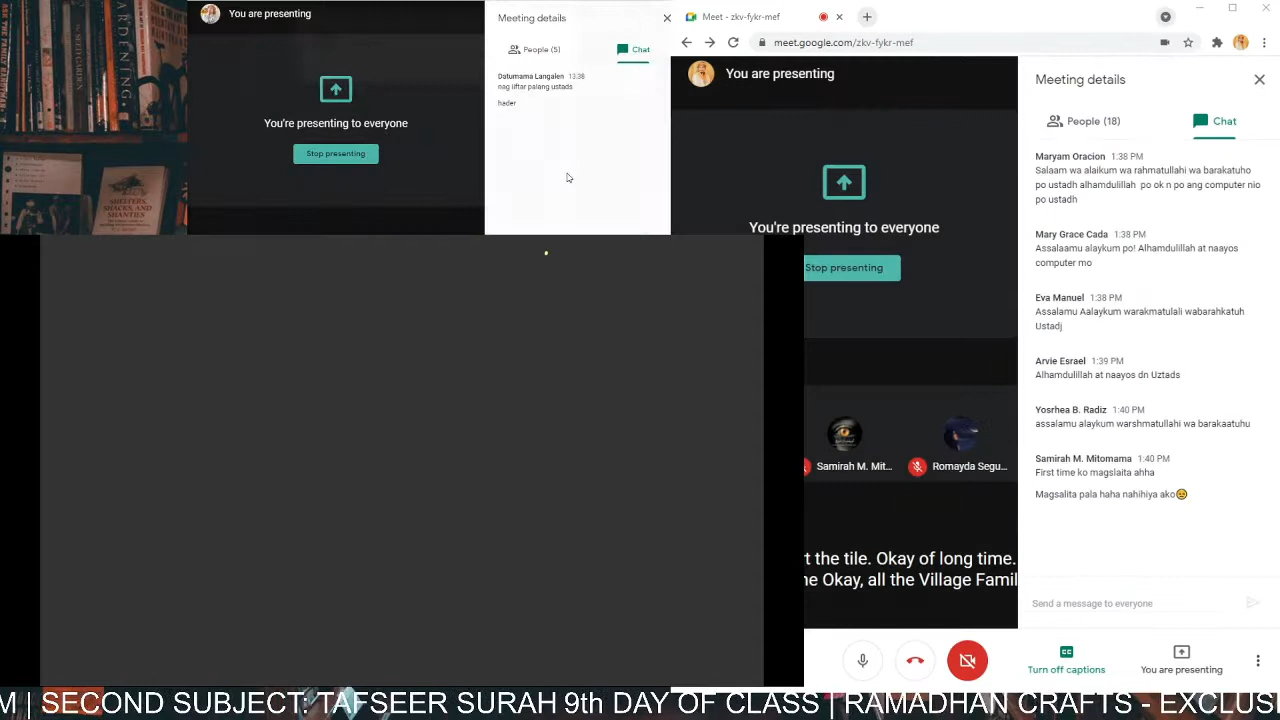 You are presenting
You're presenting to everyone
Stop presenting
Meeting details
People (5)
Chat
Datumama Langalen 13.38
nag liftar palang ustads
hader
GARDENING.
SHELTERS,
SHACKS, AND
SHANTIES
Meet - zkv-fykr-mef
meet.google.com/zkv-fykr-mef
You are presenting
You're presenting to everyone
Stop presenting
Samirah M. Mit...
Romayda Segu...
t the tile. Okay of long time.
ne Okay, all the Village Famil
Meeting details
People (18)
Chat
Maryam Oracion 1:38 PM
Salaam wa alaikum wa rahmatullahi wa barakatuho
po ustadh alhamdulillah po ok n po ang computer nio
po ustadh
Mary Grace Cada 1:38 PM
Assalaamu alaykum po! Alhamdulillah at naayos
computer mo
Eva Manuel 1:38 PM
Assalamu Aalaykum warakmatulali wabarahkatuh
Ustadj
Arvie Esrael 1:39 PM
Alhamdulillah at naayos dn Uztads
Yosrhea B. Radiz 1:40 PM
assalamu alaykum warshmatullahi wa barakaatuhu
Samirah M. Mitomama 1:40 PM
First time ko magslaita ahha
Magsalita pala haha nahihiya ako😖
Send a message to everyone
Turn off captions
You are presenting
M | SECOND SUBJECT: TAFSEER SURAH 9th DAY OF CLASS | RAMADHAN CRAFTS - EXCLUS